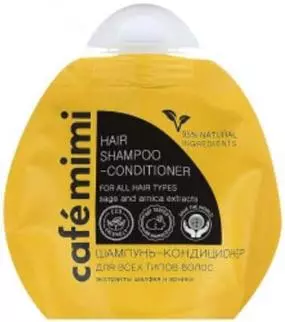 café mimi
HAIR
SHAMPOO
-CONDITIONER
FOR ALL HAIR TYPES
sage and arnica extracts
95% NATURAL
INGREDIENTS
ШАМПУНЬ-КОНДИЦИОНЕР
ДЛЯ ВСЕХ ТИПОВ ВОЛОС
экстракты шалфея и арники